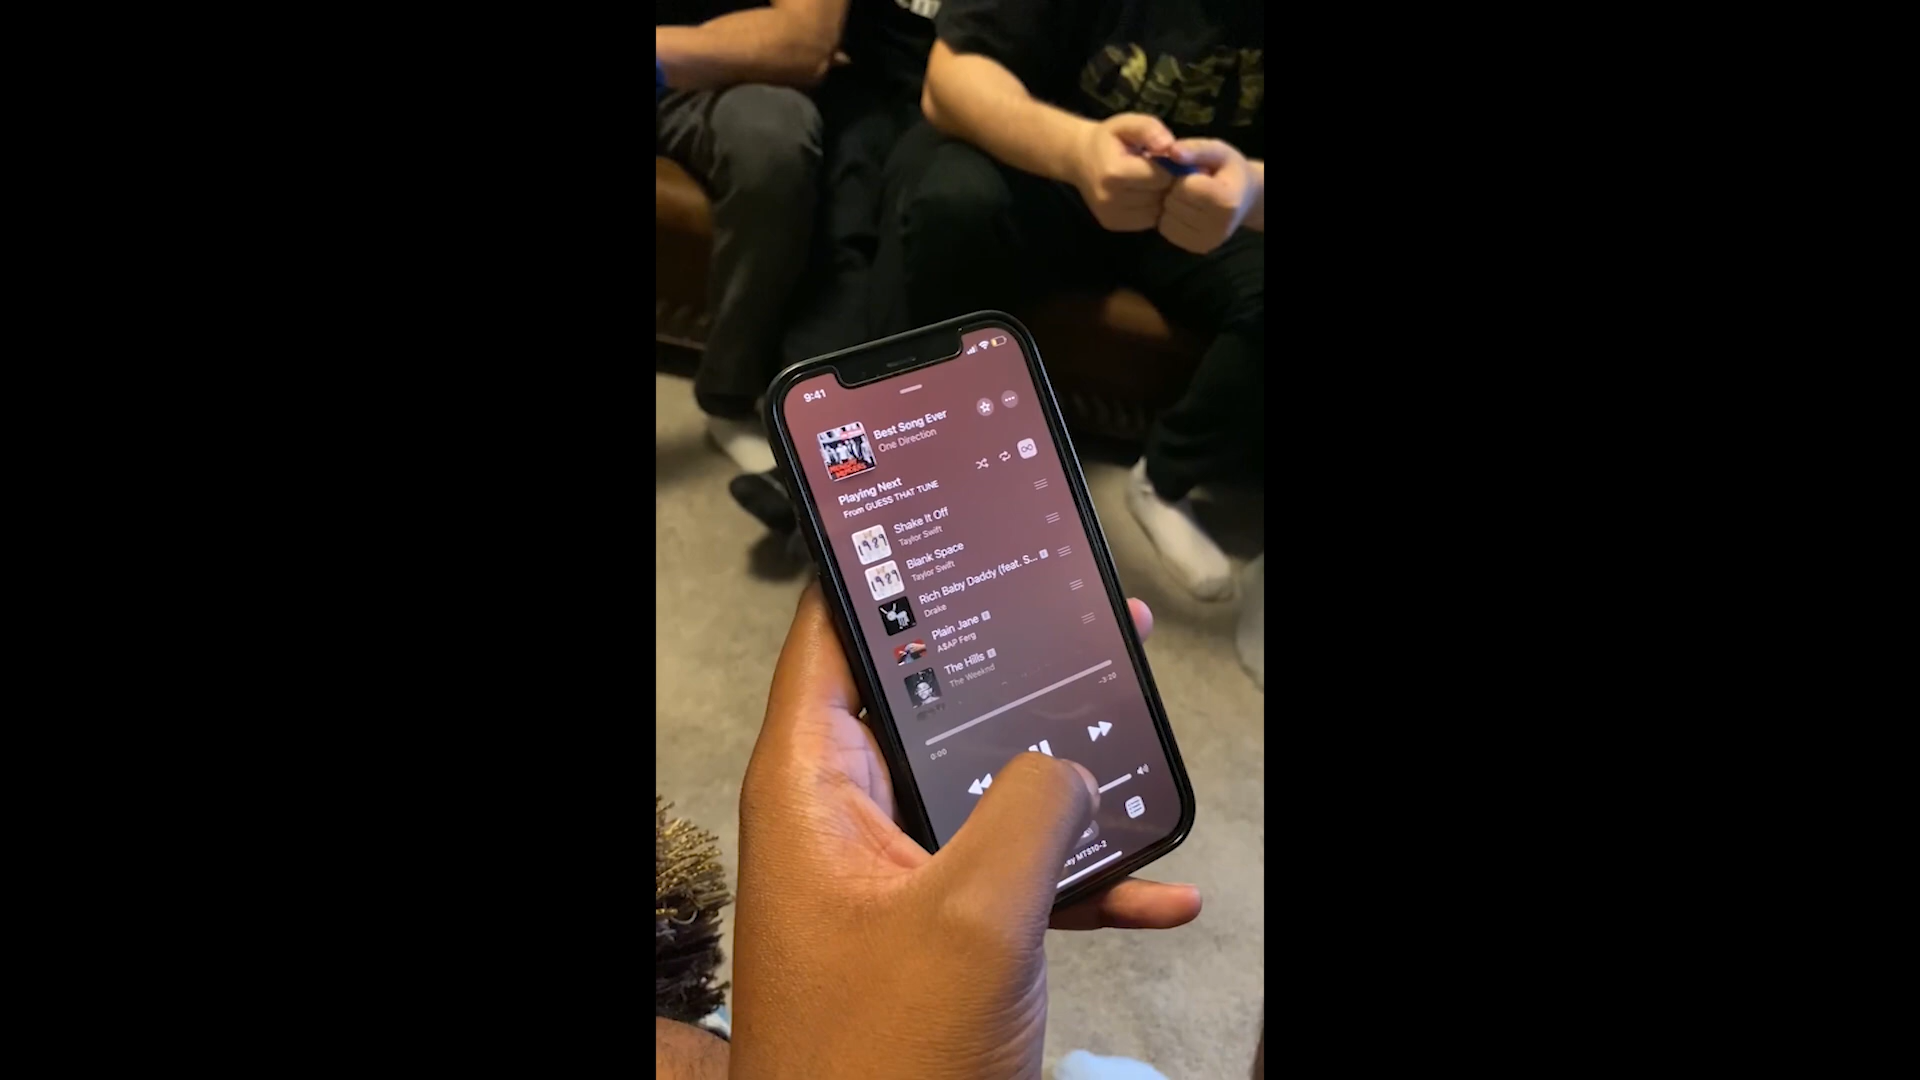 9:41
Best Song Ever
One Direction
Playing Next
From GUESS THAT TUNE
Shake It Off
Taylor Swift
Blank Space
Taylor Swift
Rich Baby Daddy (feat. S...
Drake
Plain Jane
A$AP Ferg
The Hills
The Weeknd
0:00
-3:20
MTS10-2